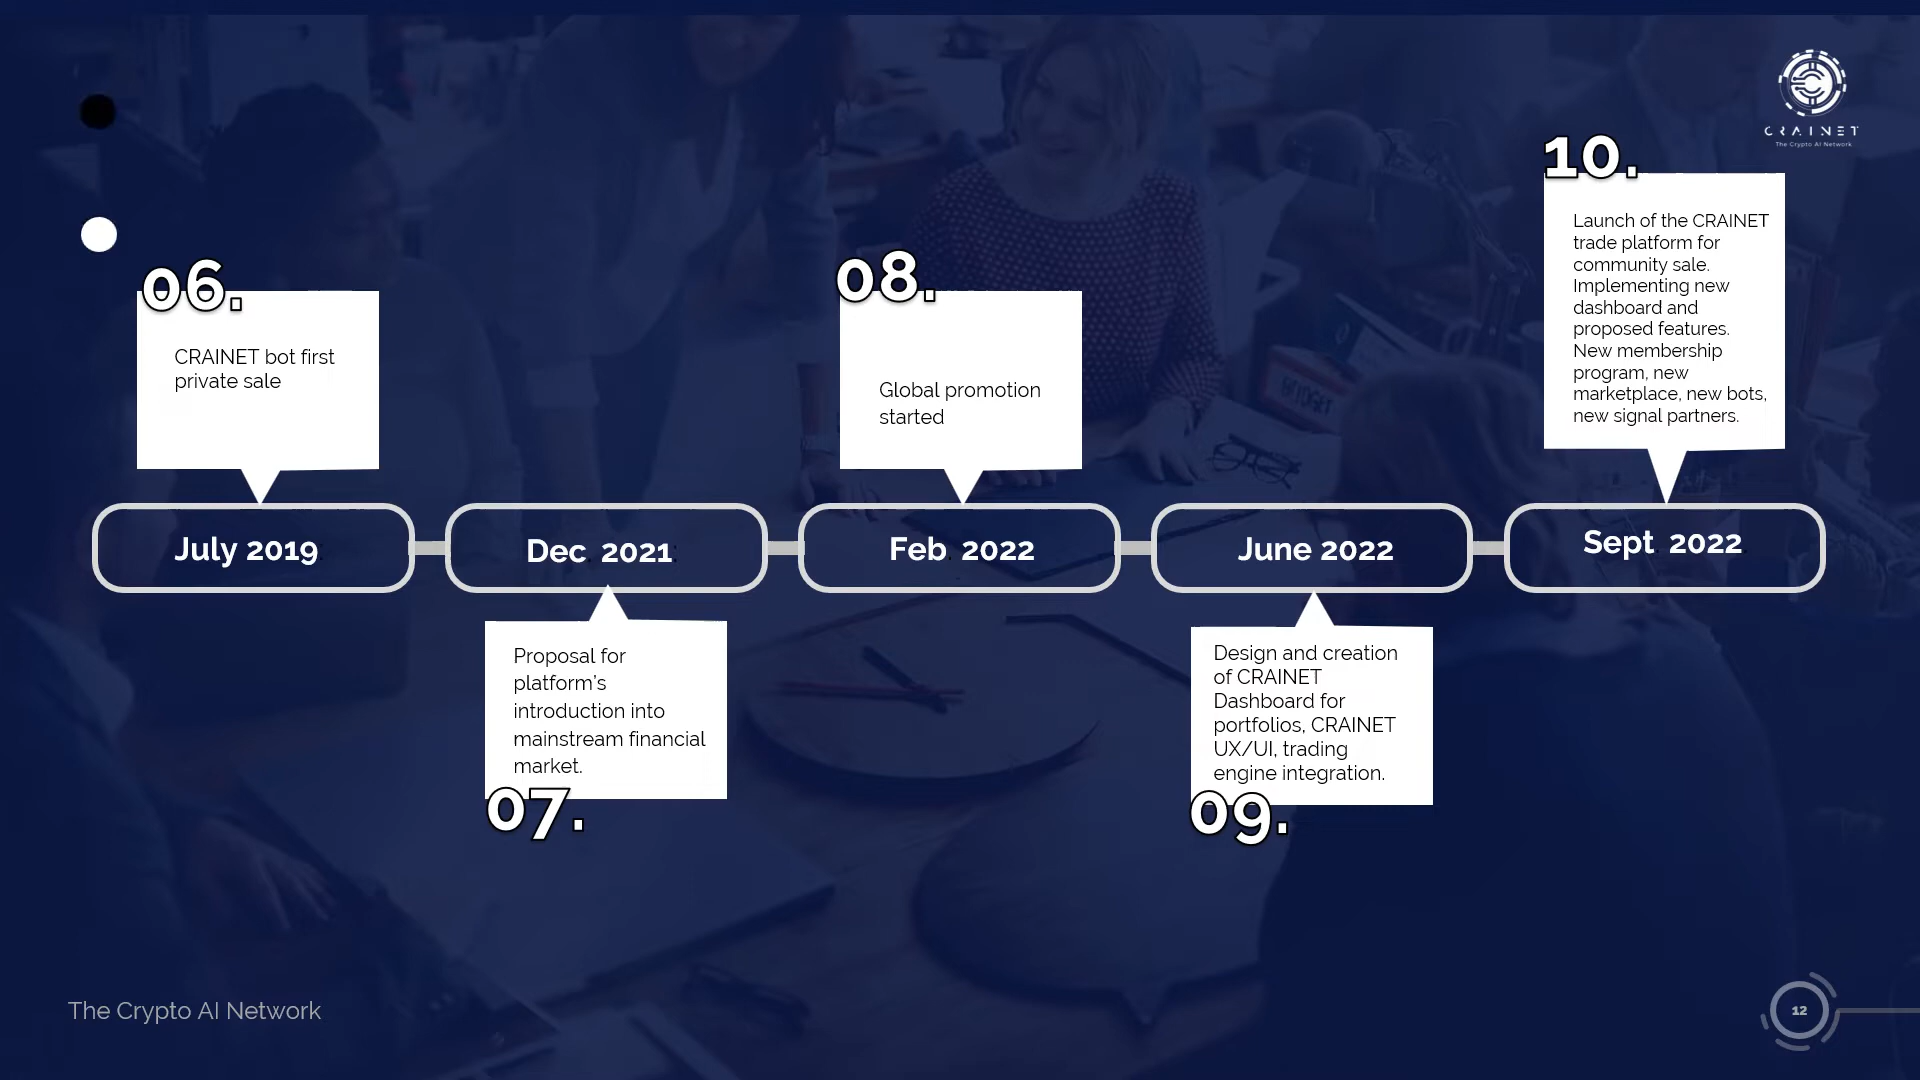 CRAINET
The Crypto AI Network
06.
CRAINET bot first
private sale
08.
Global promotion
started
10.
Launch of the CRAINET
trade platform for
community sale.
Implementing new
dashboard and
proposed features.
New membership
program, new
marketplace, new bots,
new signal partners.
BUDGET
July 2019
Dec 2021
Feb 2022
June 2022
Sept 2022
Proposal for
platform's
introduction into
mainstream financial
market.
07.
Design and creation
of CRAINET
Dashboard for
portfolios, CRAINET
UX/UI, trading
engine integration.
09.
The Crypto AI Network
12